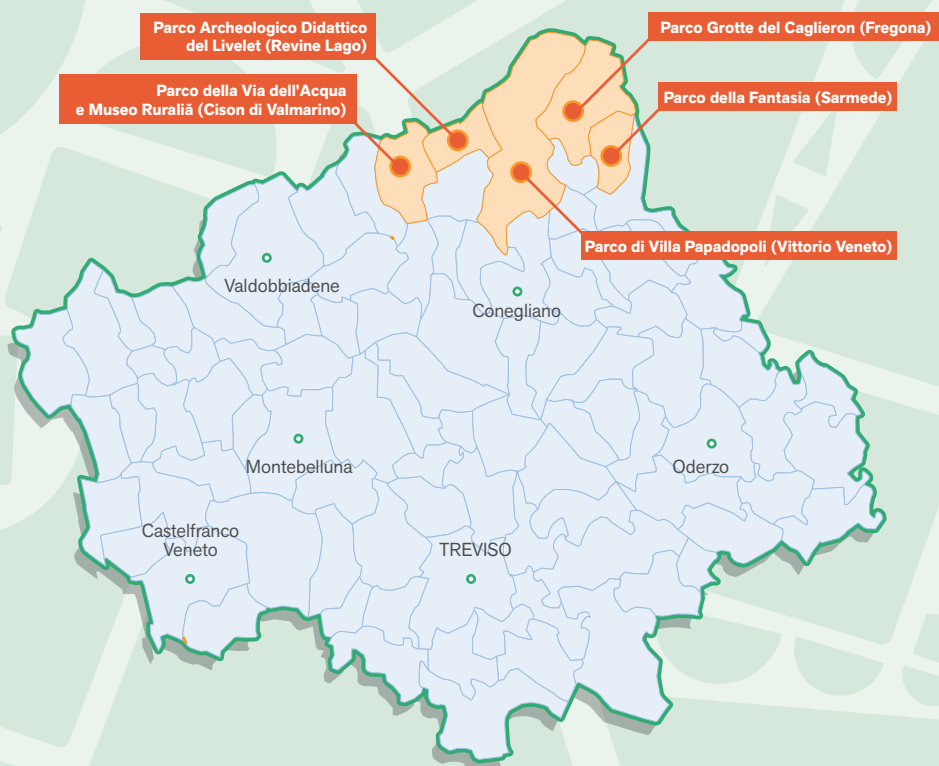 Parco Archeologico Didattico
del Livelet (Revine Lago)
Parco Grotte del Caglieron (Fregona)
Parco della Via dell'Acqua
e Museo Ruralià (Cison di Valmarino)
Parco della Fantasia (Sarmede)
Parco di Villa Papadopoli (Vittorio Veneto)
Valdobbiadene
Conegliano
Montebelluna
Oderzo
Castelfranco
Veneto
TREVISO